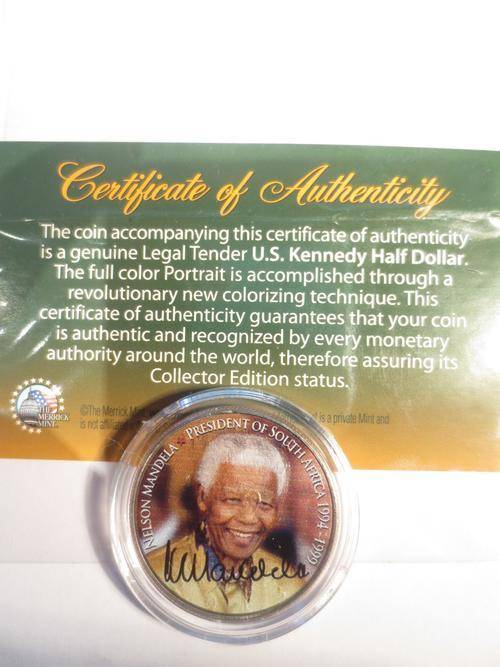 Certificate of Authenticity
The coin accompanying this certificate of authenticity
is a genuine Legal Tender U.S. Kennedy Half Dollar.
The full color Portrait is accomplished through a
revolutionary new colorizing technique. This
certificate of authenticity guarantees that your coin
is authentic and recognized by every monetary
authority around the world, therefore assuring its
Collector Edition status.
THE
MERRICK
MINT
©The Merrick Mint
is a private Mint and
is not
NELSON MANDELA ★ PRESIDENT OF SOUTH AFRICA 1994-1999
NMandela